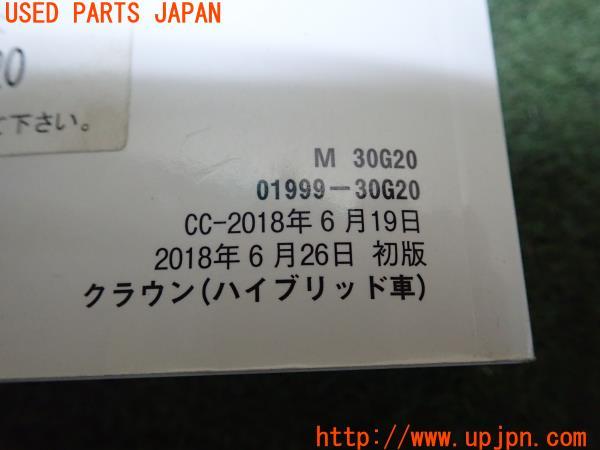 USED PARTS JAPAN
20
下さい。
M 30G20
01999-30G20
CC-2018年6月19日
2018年6月26日 初版
クラウン(ハイブリッド車)
http://www.upjpn.com/